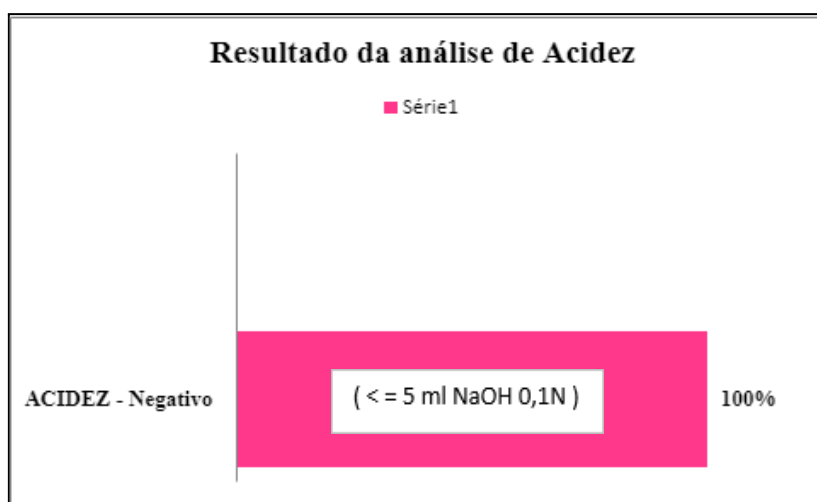 Resultado da análise de Acidez
Série1
ACIDEZ - Negativo
( < = 5 ml NaOH 0,1N )
100%